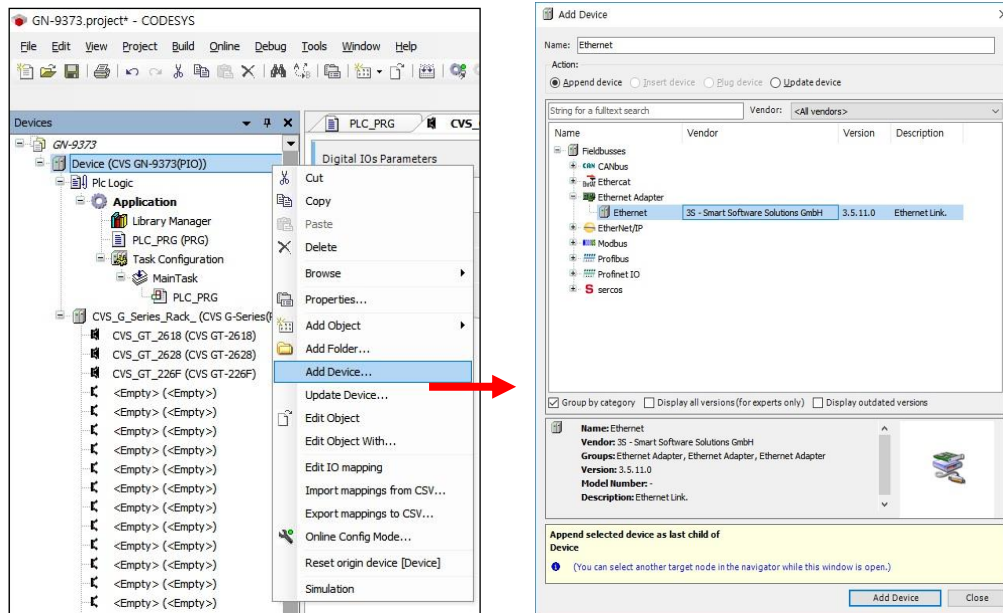 GN-9373.project* - CODESYS
File Edit View Project Build Online Debug Tools Window Help
Devices
PLC_PRG CVS_
GN-9373
Digital IOs Parameters
Device (CVS GN-9373(PIO))
Plc Logic
Application
Library Manager
PLC_PRG (PRG)
Task Configuration
MainTask
PLC_PRG
CVS_G_Series_Rack_ (CVS G-Series(
CVS_GT_2618 (CVS GT-2618)
CVS_GT_2628 (CVS GT-2628)
CVS_GT_226F (CVS GT-226F)
<Empty> (<Empty>)
<Empty> (<Empty>)
<Empty> (<Empty>)
<Empty> (<Empty>)
<Empty> (<Empty>)
<Empty> (<Empty>)
<Empty> (<Empty>)
<Empty> (<Empty>)
<Empty> (<Empty>)
<Empty> (<Empty>)
<Empty> (<Empty>)
<Empty> (<Empty>)
Cut
Copy
Paste
Delete
Browse
Properties...
Add Object
Add Folder...
Add Device...
Update Device...
Edit Object
Edit Object With...
Edit IO mapping
Import mappings from CSV...
Export mappings to CSV...
Online Config Mode...
Reset origin device [Device]
Simulation
Add Device
Name: Ethernet
Action:
Append device Insert device Plug device Update device
String for a fulltext search Vendor: <All vendors>
Name Vendor Version Description
Fieldbusses
CAN CANbus
Ethercat
Ethernet Adapter
Ethernet 3S - Smart Software Solutions GmbH 3.5.11.0 Ethernet Link.
EtherNet/IP
Modbus
Profibus
Profinet IO
S sercos
Group by category Display all versions (for experts only) Display outdated versions
Name: Ethernet
Vendor: 3S - Smart Software Solutions GmbH
Groups: Ethernet Adapter, Ethernet Adapter, Ethernet Adapter
Version: 3.5.11.0
Model Number: -
Description: Ethernet Link.
Append selected device as last child of
Device
(You can select another target node in the navigator while this window is open.)
Add Device Close